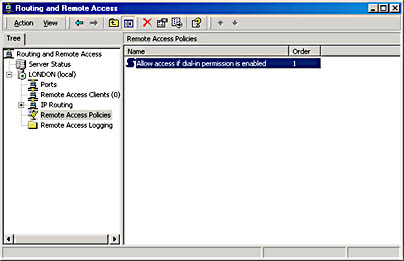 Routing and Remote Access
Action View
Tree
Routing and Remote Access
Server Status
LONDON (local)
Ports
Remote Access Clients (0)
IP Routing
Remote Access Policies
Remote Access Logging
Remote Access Policies
Name Order
Allow access if dial-in permission is enabled 1